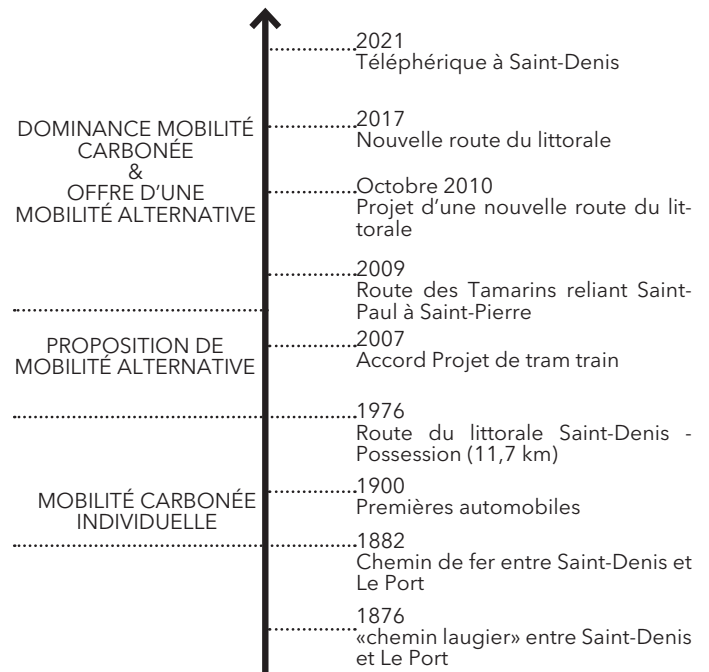 2021
Téléphérique à Saint-Denis
2017
Nouvelle route du littorale
DOMINANCE MOBILITÉ
CARBONÉE
&
OFFRE D'UNE
MOBILITÉ ALTERNATIVE
Octobre 2010
Projet d'une nouvelle route du lit-
torale
2009
Route des Tamarins reliant Saint-
Paul à Saint-Pierre
PROPOSITION DE
MOBILITÉ ALTERNATIVE
2007
Accord Projet de tram train
1976
Route du littorale Saint-Denis -
Possession (11,7 km)
MOBILITÉ CARBONÉE
INDIVIDUELLE
1900
Premières automobiles
1882
Chemin de fer entre Saint-Denis et
Le Port
1876
«chemin laugier» entre Saint-Denis
et Le Port